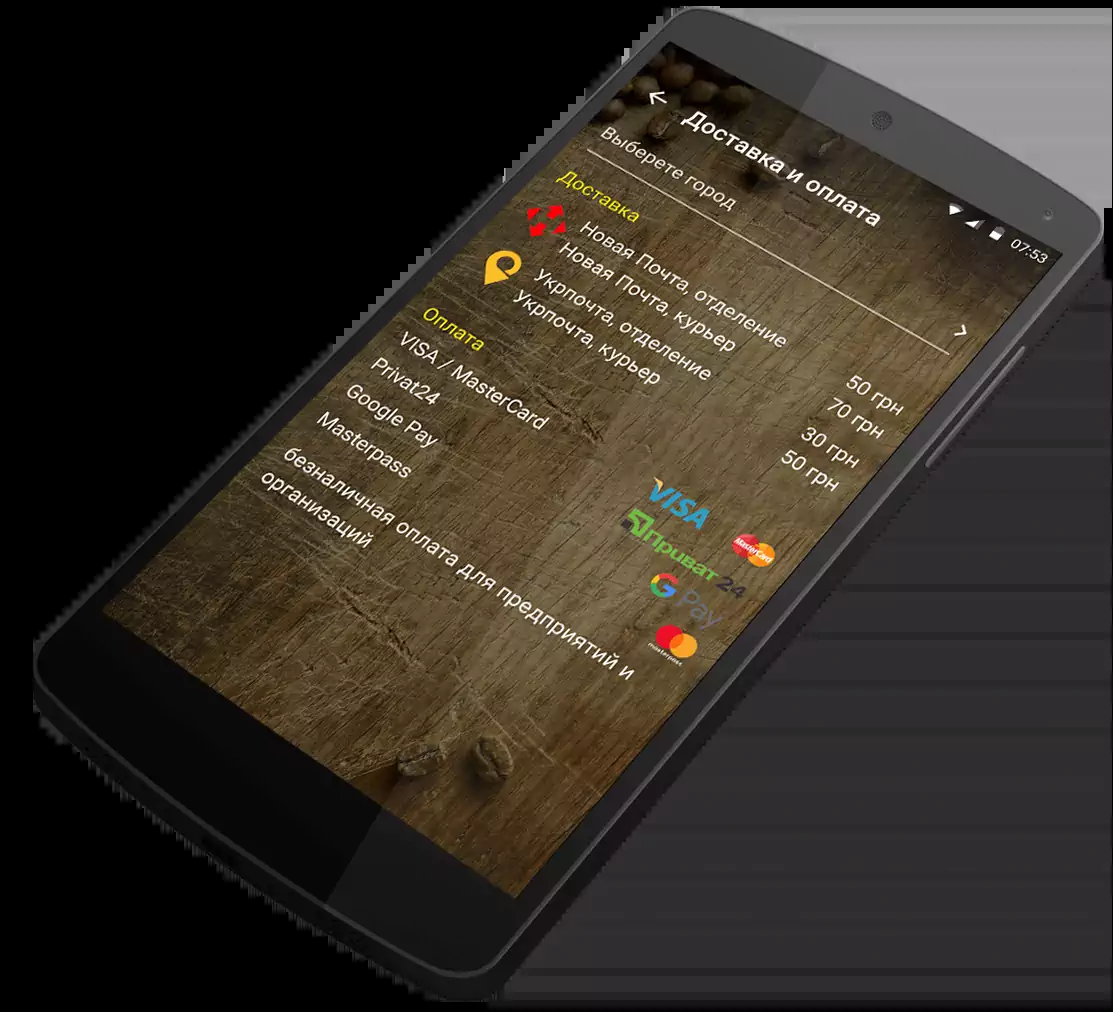 07:53
Доставка и оплата
Выберете город
Доставка
Новая Почта, отделение 50 грн
Новая Почта, курьер 70 грн
Укрпочта, отделение 30 грн
Укрпочта, курьер 50 грн
Оплата
VISA / MasterCard VISA MasterCard
Privat24 Приват 24
Google Pay G Pay
Masterpass masterpass
безналичная оплата для предприятий и
организаций